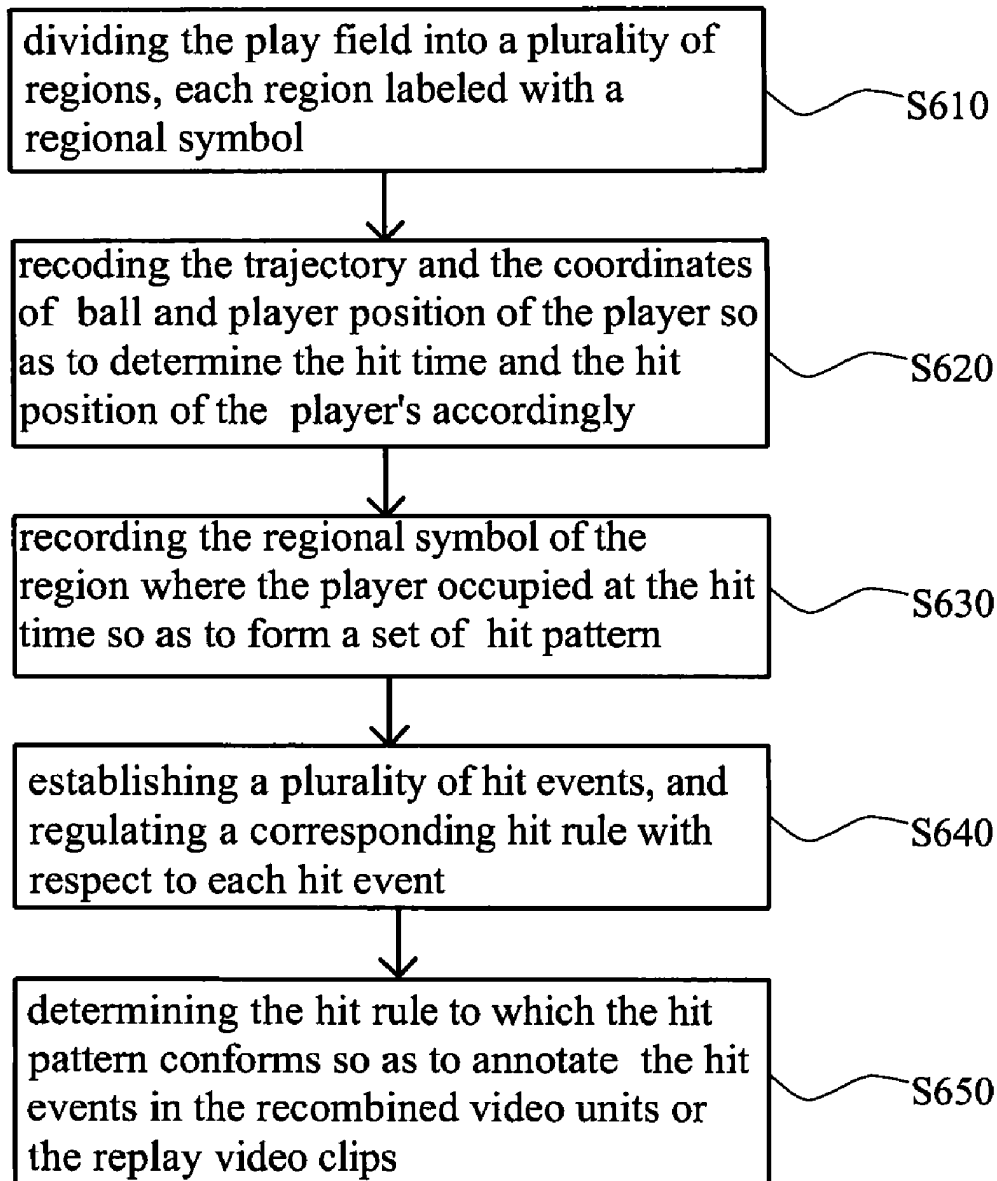 dividing the play field into a plurality of
regions, each region labeled with a
regional symbol
S610
recoding the trajectory and the coordinates
of ball and player position of the player so
as to determine the hit time and the hit
position of the player's accordingly
S620
recording the regional symbol of the
region where the player occupied at the hit
time so as to form a set of hit pattern
S630
establishing a plurality of hit events, and
regulating a corresponding hit rule with
respect to each hit event
S640
determining the hit rule to which the hit
pattern conforms so as to annotate the hit
events in the recombined video units or
the replay video clips
S650